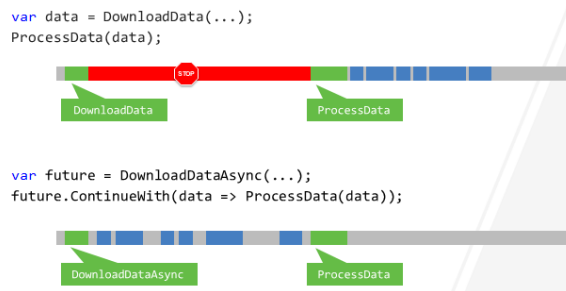 var data = DownloadData(...);
ProcessData(data);
STOP
DownloadData
ProcessData
var future = DownloadDataAsync(...);
future.ContinueWith(data => ProcessData(data));
DownloadDataAsync
ProcessData